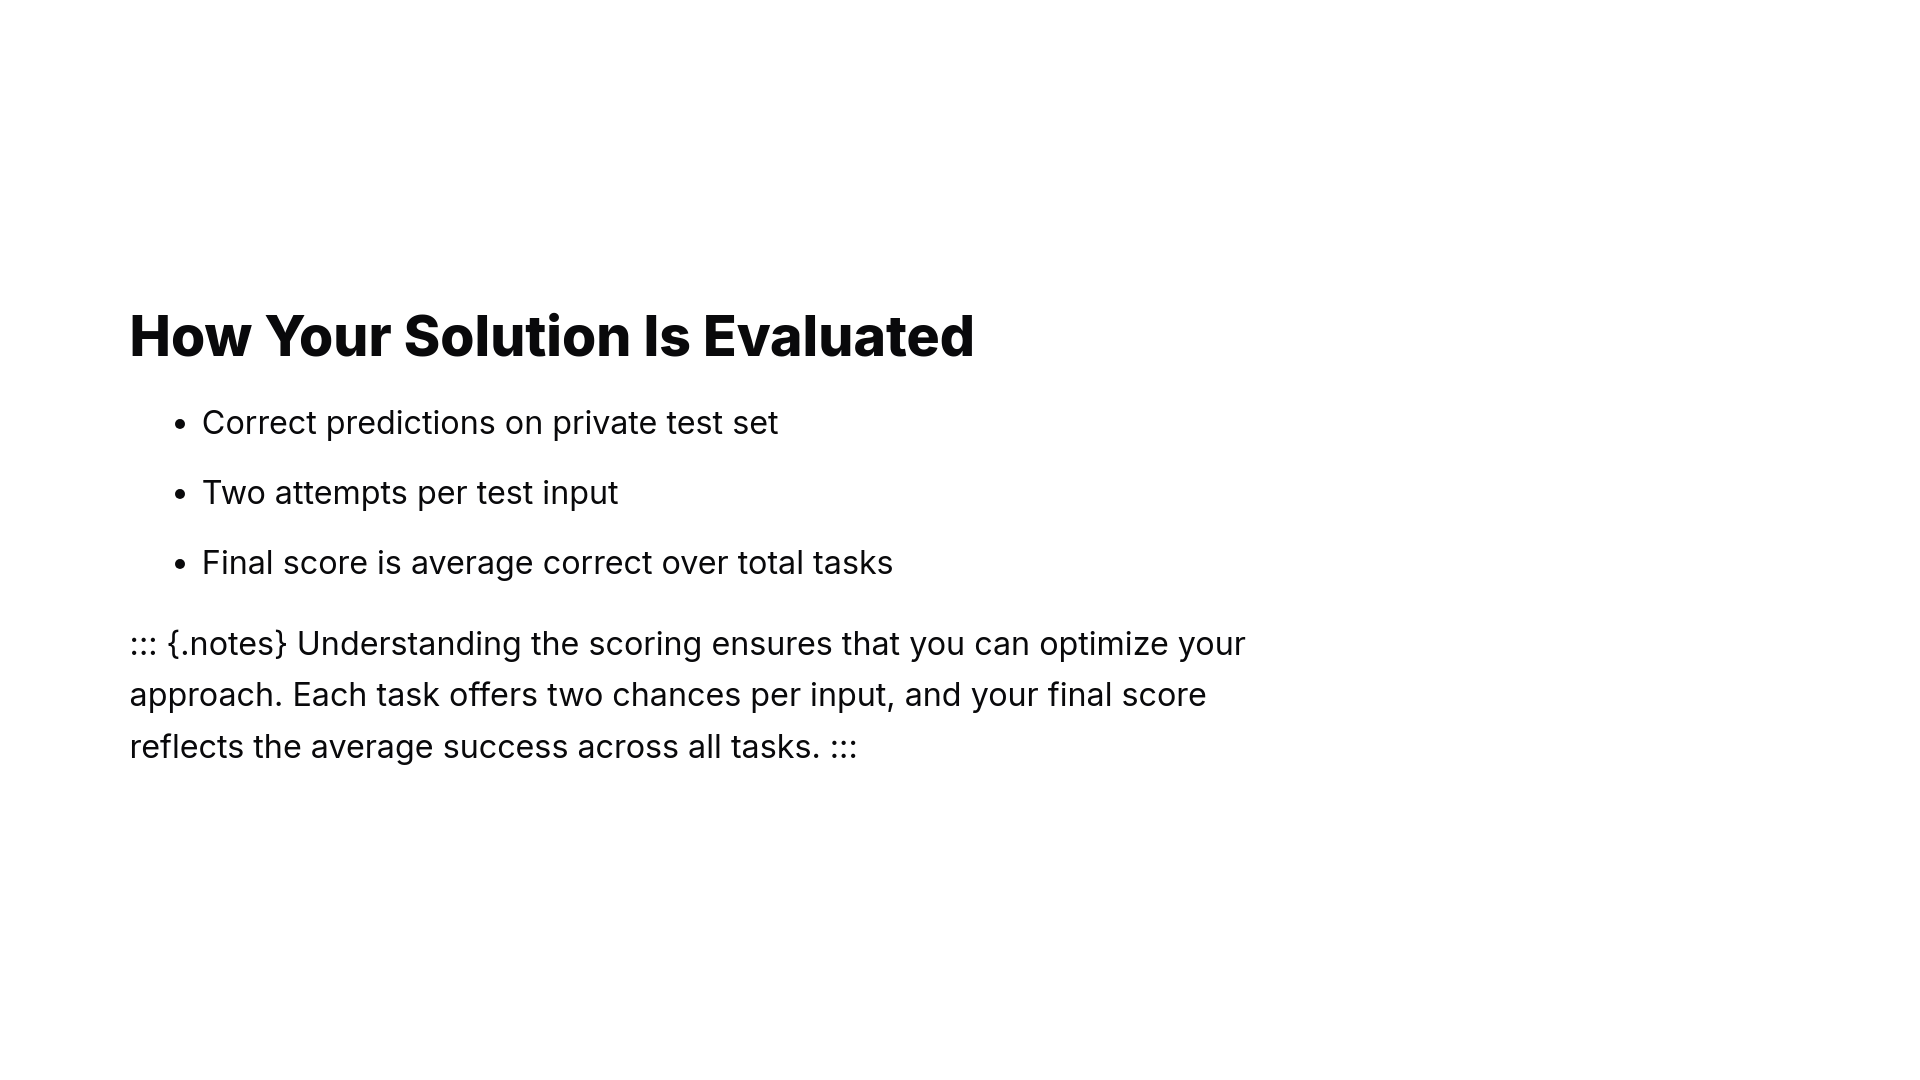 How Your Solution Is Evaluated
• Correct predictions on private test set
• Two attempts per test input
• Final score is average correct over total tasks
::: {.notes} Understanding the scoring ensures that you can optimize your
approach. Each task offers two chances per input, and your final score
reflects the average success across all tasks. :::